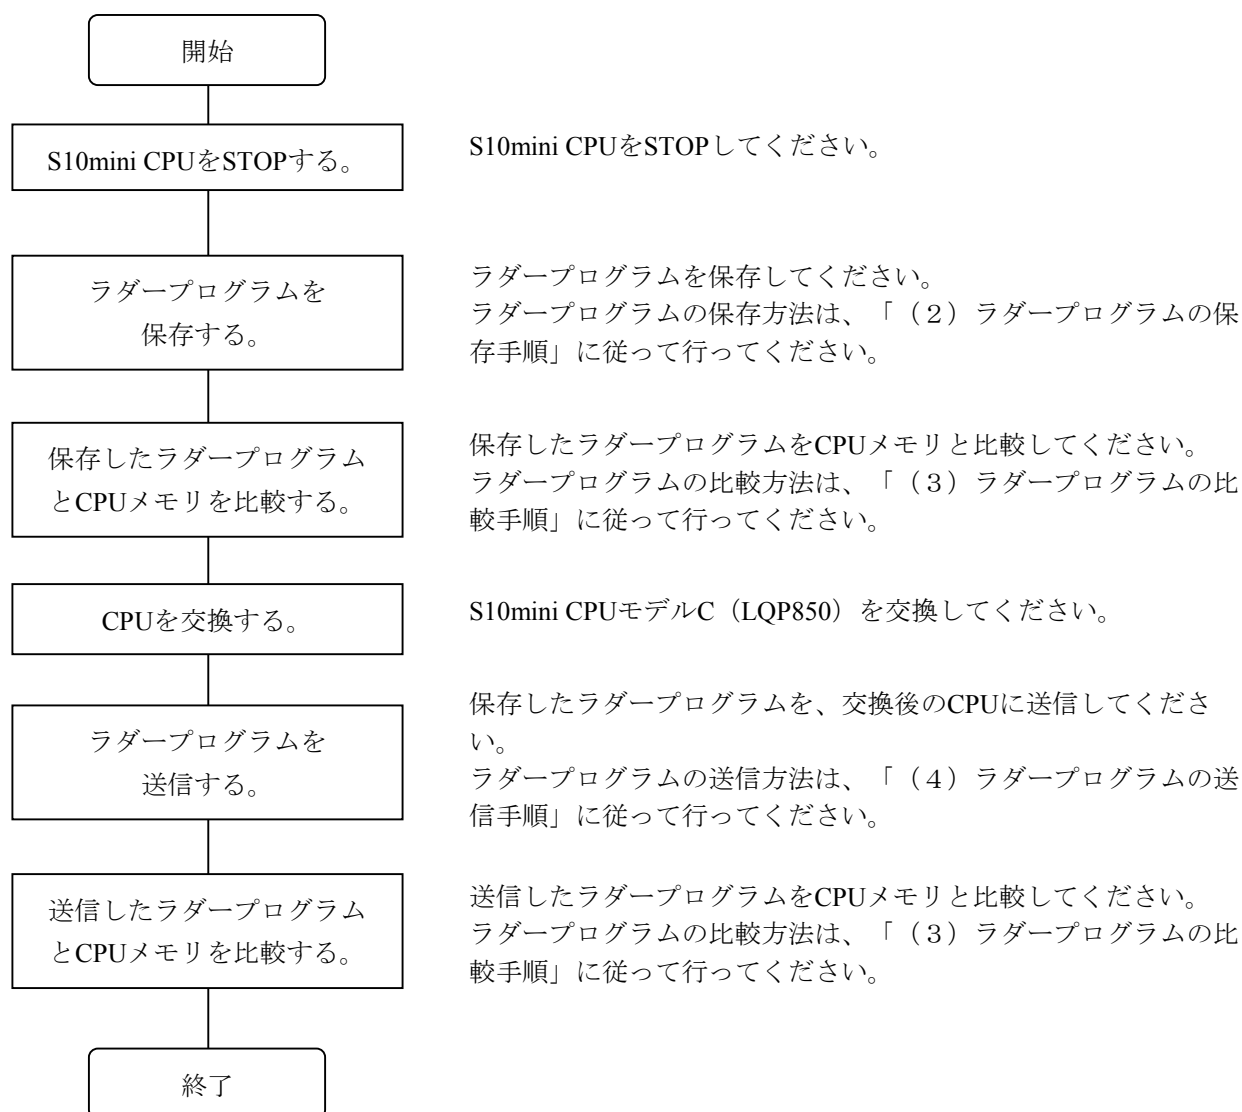 開始
S10mini CPUをSTOPする。
S10mini CPUをSTOPしてください。
ラダープログラムを
保存する。
ラダープログラムを保存してください。
ラダープログラムの保存方法は、「(2)ラダープログラムの保
存手順」に従って行ってください。
保存したラダープログラム
とCPUメモリを比較する。
保存したラダープログラムをCPUメモリと比較してください。
ラダープログラムの比較方法は、「(3)ラダープログラムの比
較手順」に従って行ってください。
CPUを交換する。
S10mini CPUモデルC(LQP850)を交換してください。
ラダープログラムを
送信する。
保存したラダープログラムを、交換後のCPUに送信してくださ
い。
ラダープログラムの送信方法は、「(4)ラダープログラムの送
信手順」に従って行ってください。
送信したラダープログラム
とCPUメモリを比較する。
送信したラダープログラムをCPUメモリと比較してください。
ラダープログラムの比較方法は、「(3)ラダープログラムの比
較手順」に従って行ってください。
終了